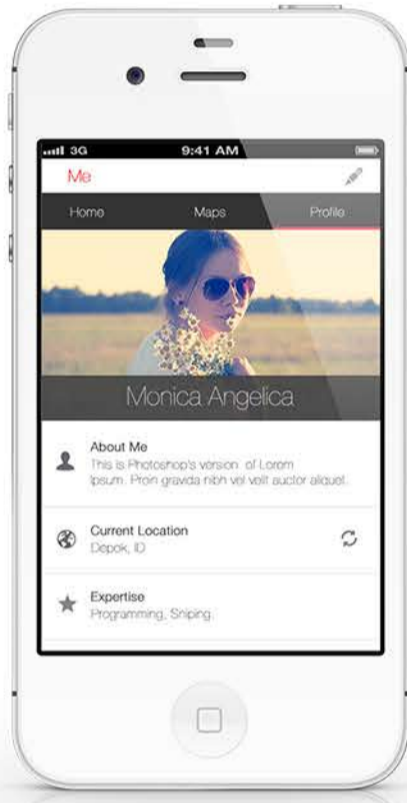 3G 9:41 AM
Me
Home Maps Profile
Monica Angelica
About Me
This is Photoshop's version of Lorem
Ipsum. Proin gravida nibh vel velit auctor aliquet.
Current Location
Depok, ID
Expertise
Programming, Sniping.